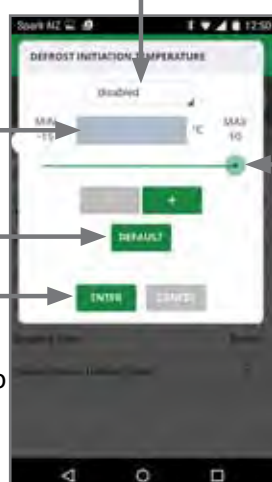 Spark NZ 12:50
DEFROST INITIATION TEMPERATURE
disabled
MIN °C MAX
-15 10
- +
DEFAULT
ENTER CANCEL